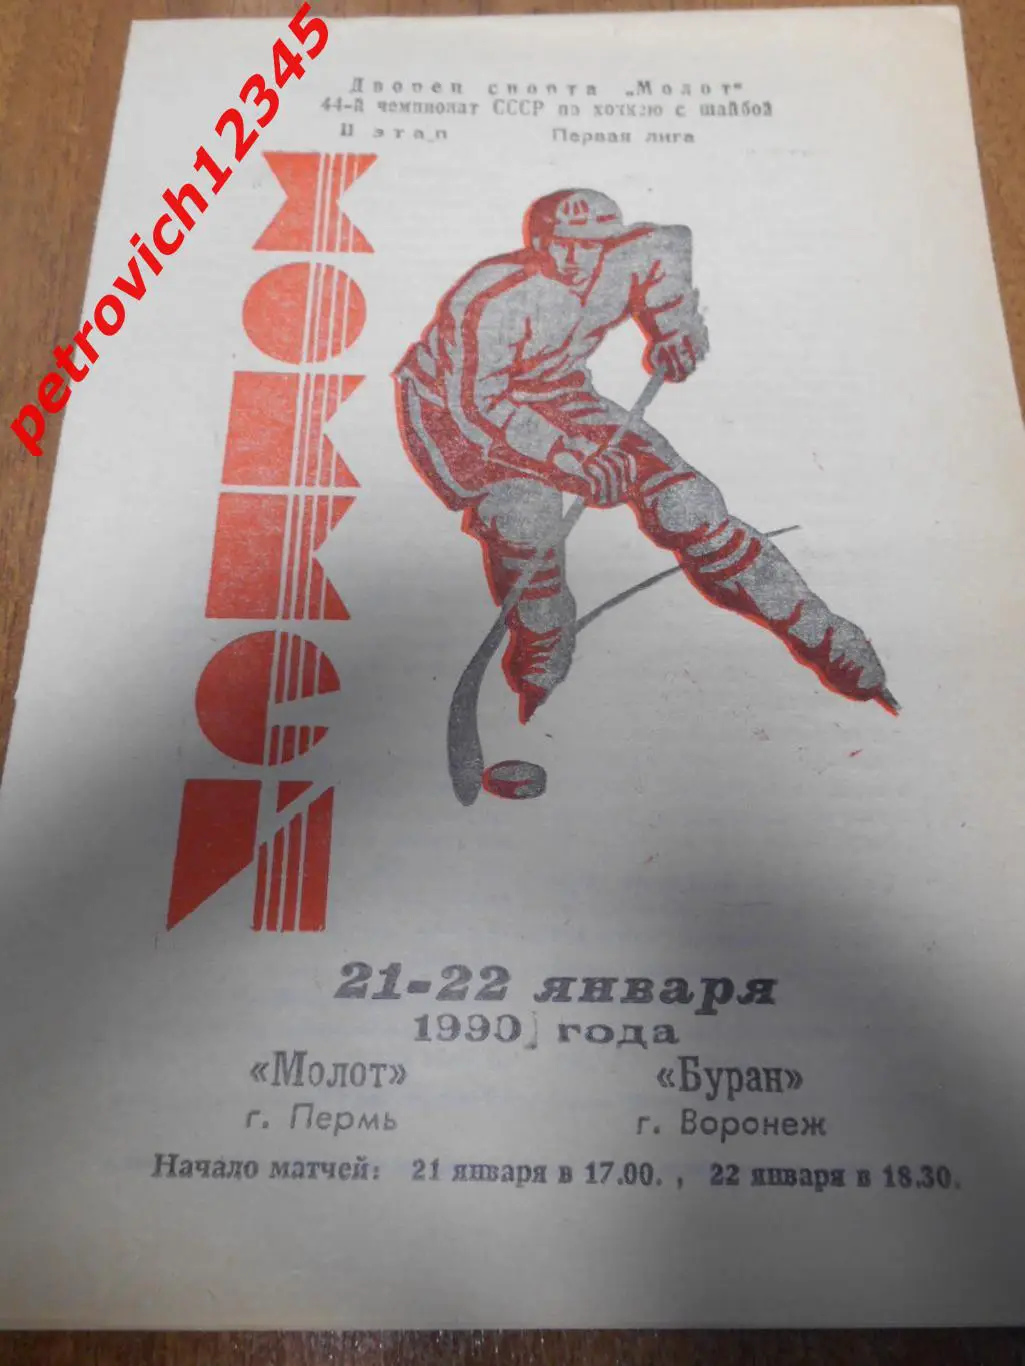 petrovich12345
Дворец спорта „Молот"
44-й чемпионат СССР по хоккею с шайбой
II этап Первая лига
ХОККЕЙ
21-22 января
1990 года
«Молот» «Буран»
г. Пермь г. Воронеж
Начало матчей: 21 января в 17.00. , 22 января в 18.30.